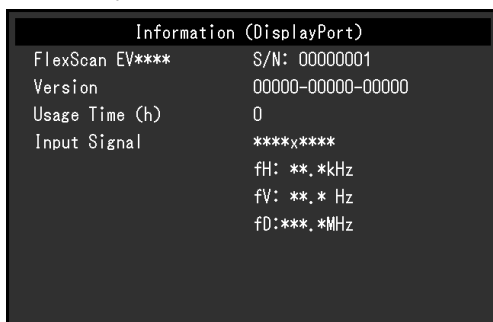 Information (DisplayPort)
FlexScan EV**** S/N: 00000001
Version 00000-00000-00000
Usage Time (h) 0
Input Signal ****x****
fH: **.*kHz
fV: **.* Hz
fD:***.*MHz